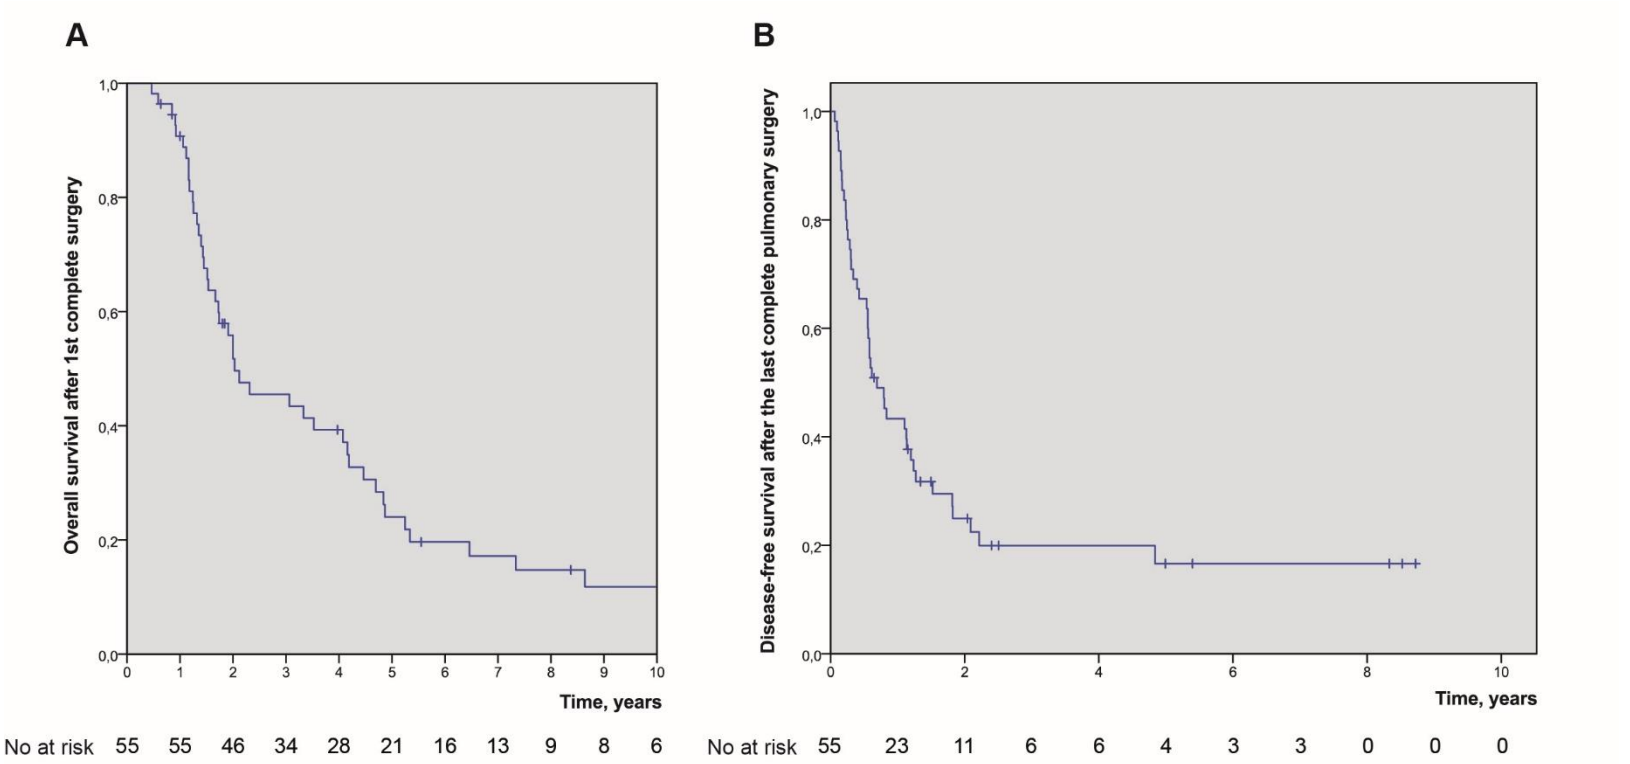 A
Overall survival after 1st complete surgery
1,0
0,8
0,6
0,4
0,2
0,0
0 1 2 3 4 5 6 7 8 9 10
Time, years
No at risk 55 55 46 34 28 21 16 13 9 8 6
B
Disease-free survival after the last complete pulmonary surgery
1,0
0,8
0,6
0,4
0,2
0,0
0 2 4 6 8 10
Time, years
No at risk 55 23 11 6 6 4 3 3 0 0 0